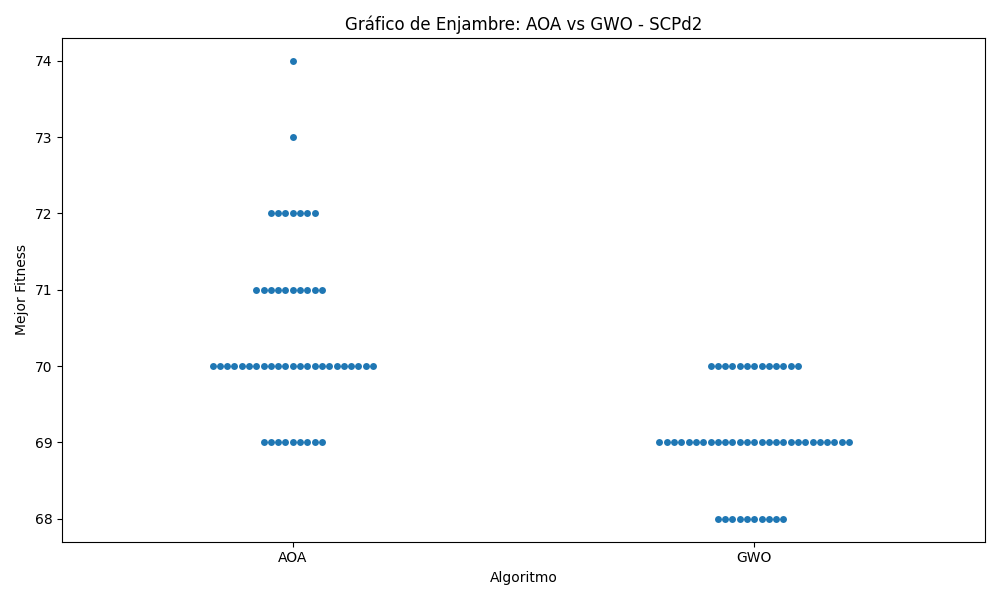 Gráfico de Enjambre: AOA vs GWO - SCPd2
74
73
72
71
70
69
68
Mejor Fitness
AOA
GWO
Algoritmo